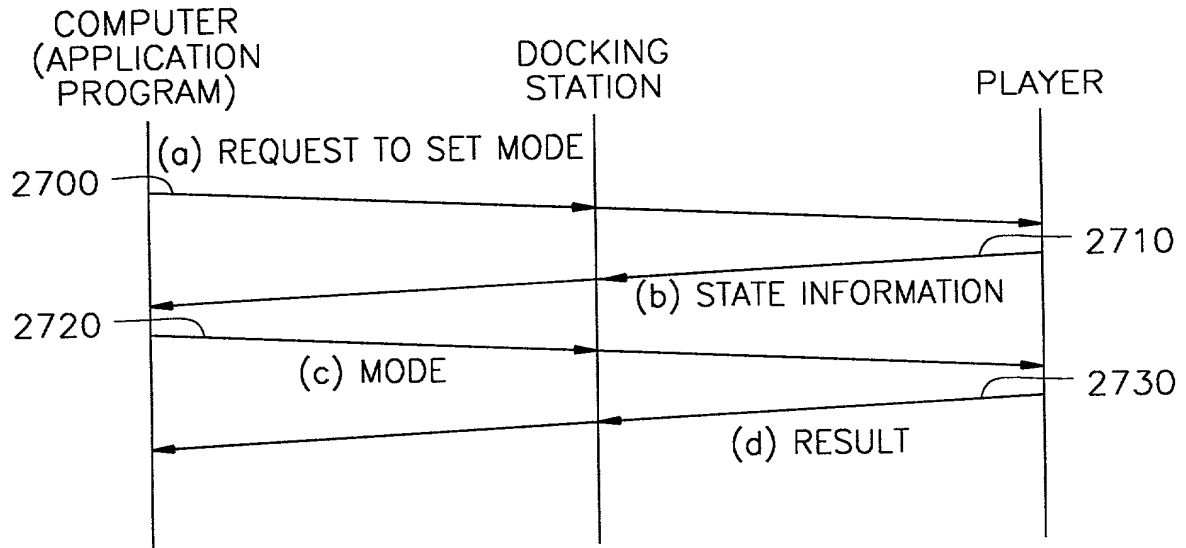 COMPUTER
(APPLICATION
PROGRAM)
DOCKING
STATION
PLAYER
(a) REQUEST TO SET MODE
2700
2710
(b) STATE INFORMATION
2720
(c) MODE
2730
(d) RESULT